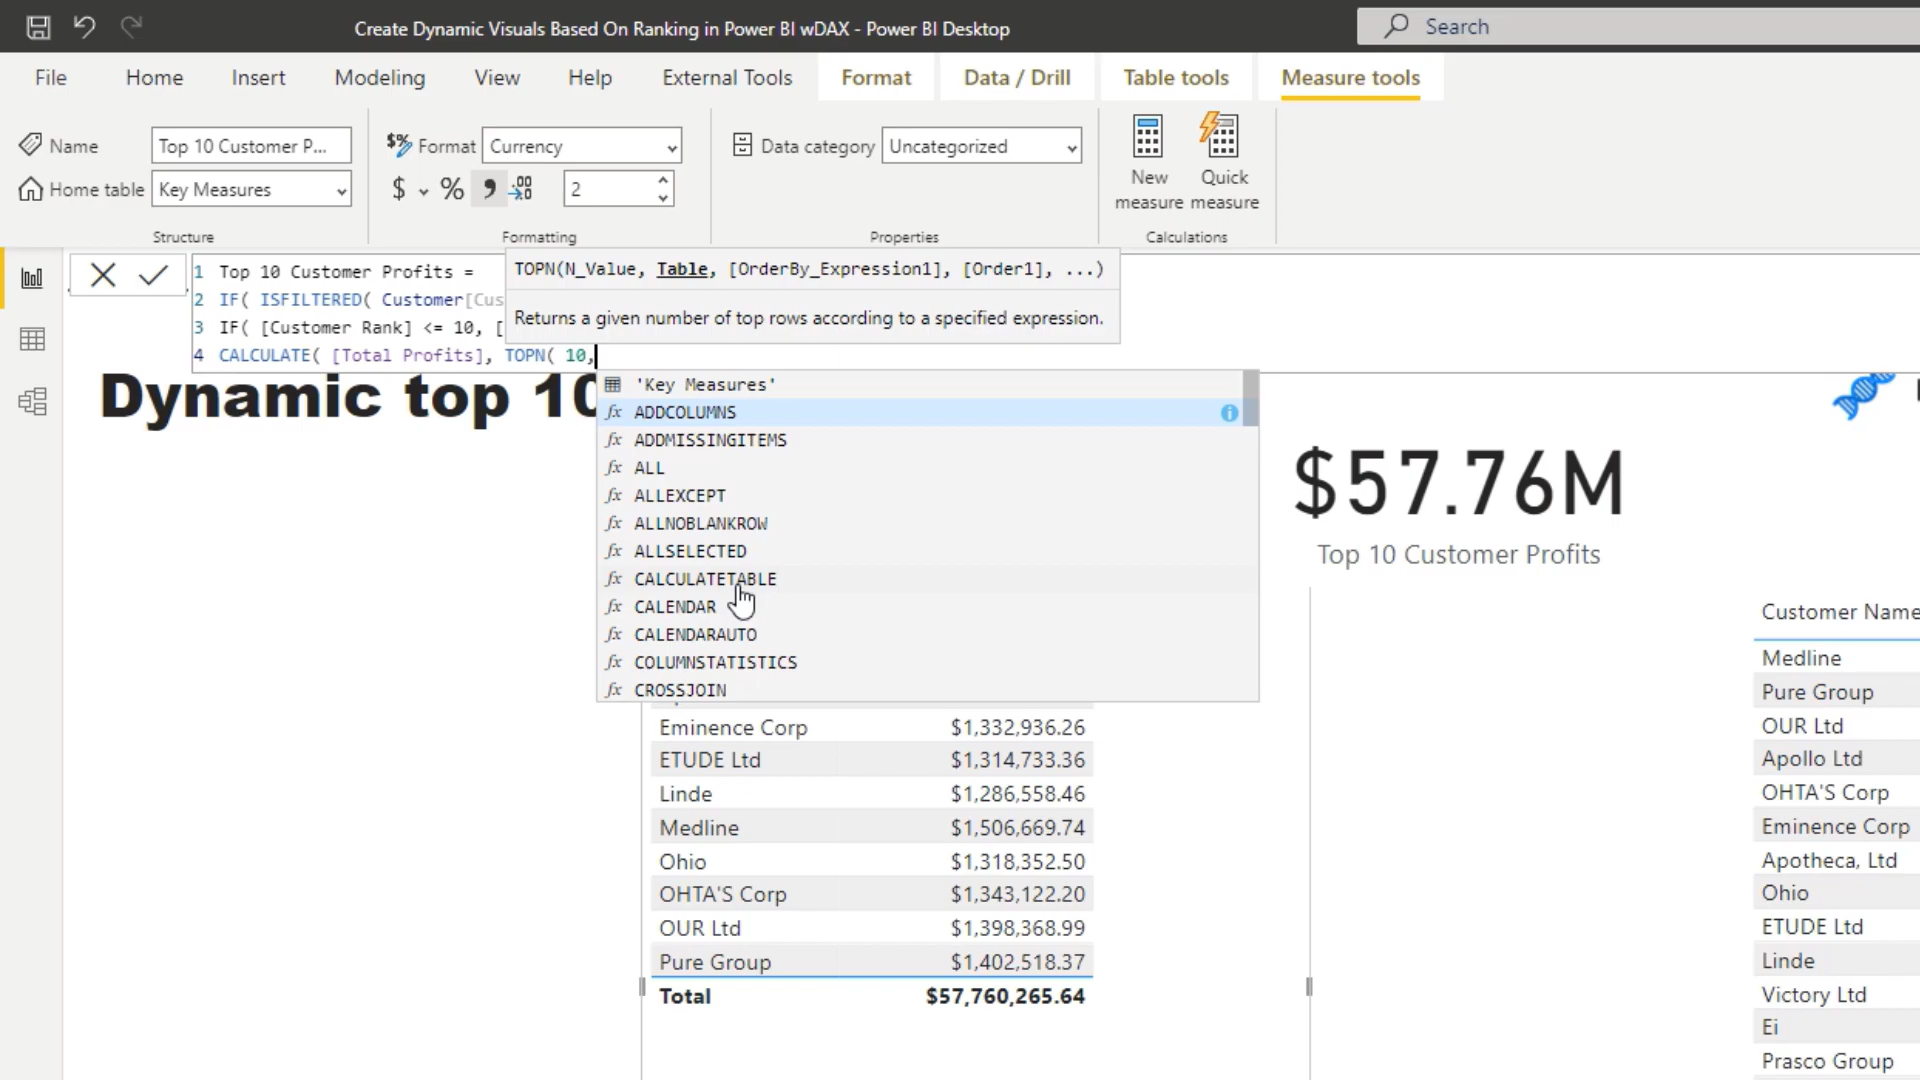 Create Dynamic Visuals Based On Ranking in Power BI wDAX - Power BI Desktop
Search
File Home Insert Modeling View Help External Tools Format Data / Drill Table tools Measure tools
Name Top 10 Customer P...
Home table Key Measures
Structure
$% Format Currency
$ % 2
Formatting
Data category Uncategorized
Properties
New measure
Quick measure
Calculations
1 Top 10 Customer Profits =
2 IF( ISFILTERED( Customer[Cus
3 IF( [Customer Rank] <= 10, [
4 CALCULATE( [Total Profits], TOPN( 10,
TOPN(N_Value, Table, [OrderBy_Expression1], [Order1], ...)
Returns a given number of top rows according to a specified expression.
'Key Measures'
ADDCOLUMNS
ADDMISSINGITEMS
ALL
ALLEXCEPT
ALLNOBLANKROW
ALLSELECTED
CALCULATETABLE
CALENDAR
CALENDARAUTO
COLUMNSTATISTICS
CROSSJOIN
Dynamic top 10
$57.76M
Top 10 Customer Profits
Eminence Corp $1,332,936.26
ETUDE Ltd $1,314,733.36
Linde $1,286,558.46
Medline $1,506,669.74
Ohio $1,318,352.50
OHTA'S Corp $1,343,122.20
OUR Ltd $1,398,368.99
Pure Group $1,402,518.37
Total $57,760,265.64
Customer Name
Medline
Pure Group
OUR Ltd
Apollo Ltd
OHTA'S Corp
Eminence Corp
Apotheca, Ltd
Ohio
ETUDE Ltd
Linde
Victory Ltd
Ei
Prasco Group